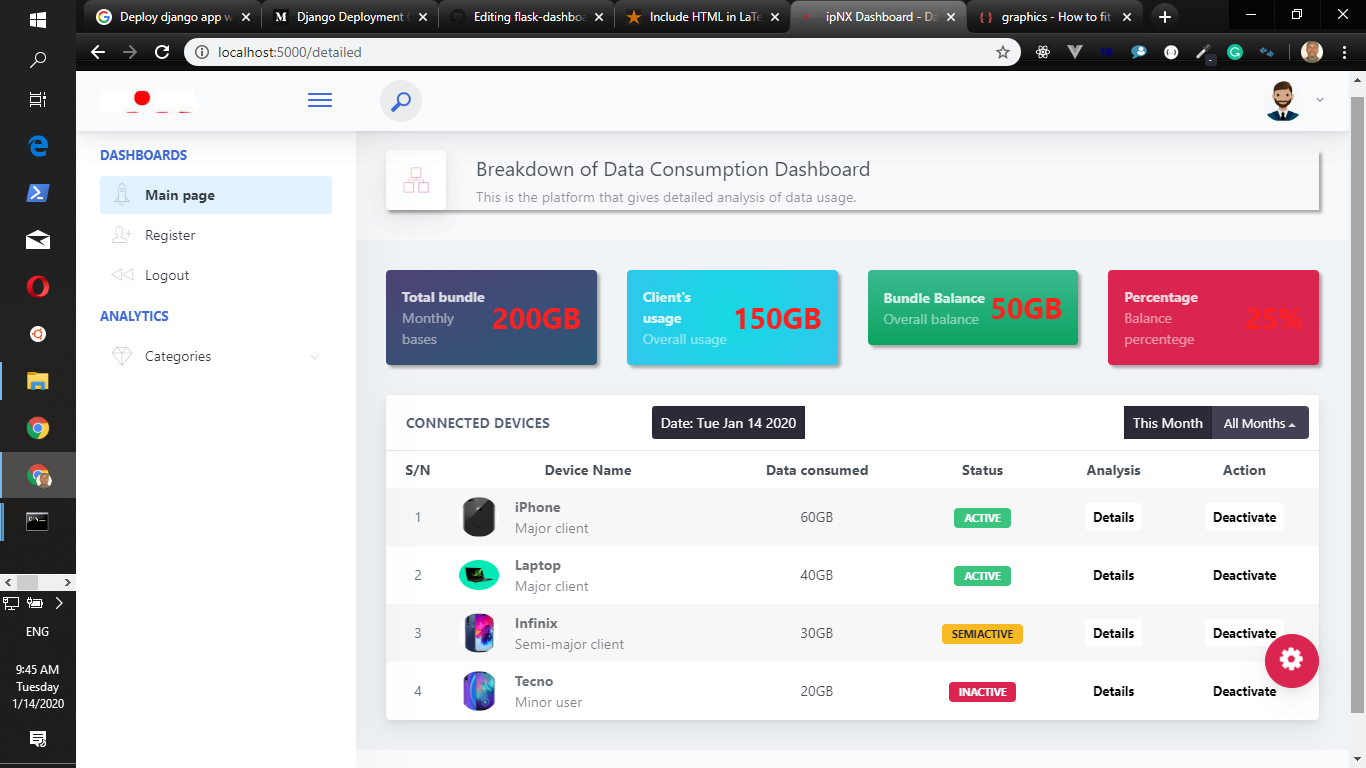 Deploy django app w
Django Deployment
Editing flask-dashbo
Include HTML in LaTe
ipNX Dashboard - Da
graphics - How to fit
localhost:5000/detailed
DASHBOARDS
Main page
Register
Logout
ANALYTICS
Categories
Breakdown of Data Consumption Dashboard
This is the platform that gives detailed analysis of data usage.
Total bundle
Monthly
bases
200GB
Client's
usage
Overall usage
150GB
Bundle Balance
Overall balance
50GB
Percentage
Balance
percentege
25%
CONNECTED DEVICES
Date: Tue Jan 14 2020
This Month
All Months
S/N Device Name Data consumed Status Analysis Action
1 iPhone 60GB ACTIVE Details Deactivate
Major client
2 Laptop 40GB ACTIVE Details Deactivate
Major client
3 Infinix 30GB SEMIACTIVE Details Deactivate
Semi-major client
4 Tecno 20GB INACTIVE Details Deactivate
Minor user
ENG
9:45 AM
Tuesday
1/14/2020